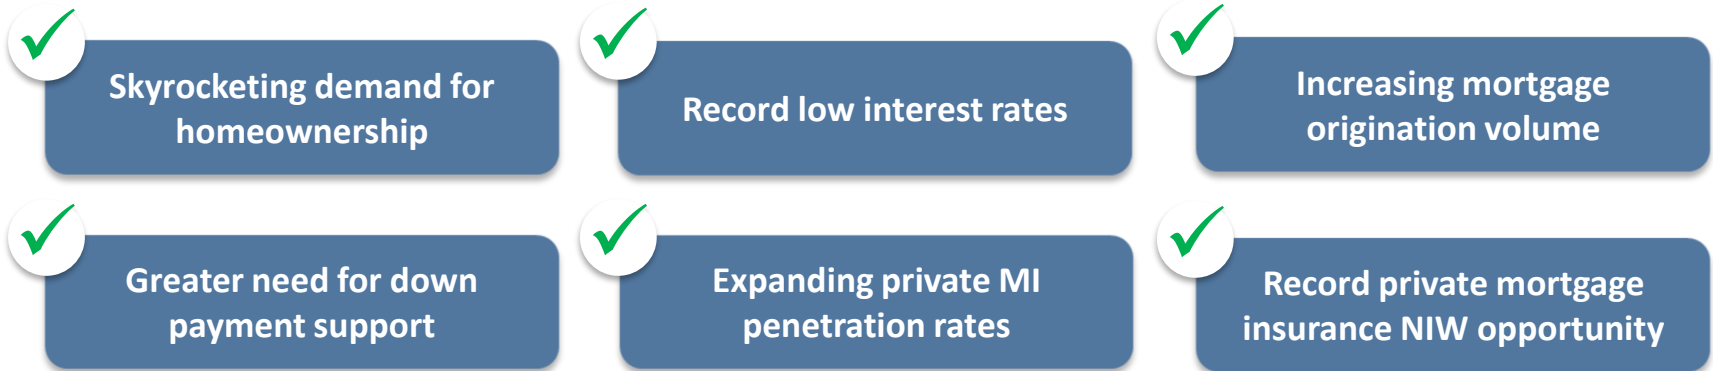 Skyrocketing demand for
homeownership
Record low interest rates
Increasing mortgage
origination volume
Greater need for down
payment support
Expanding private MI
penetration rates
Record private mortgage
insurance NIW opportunity